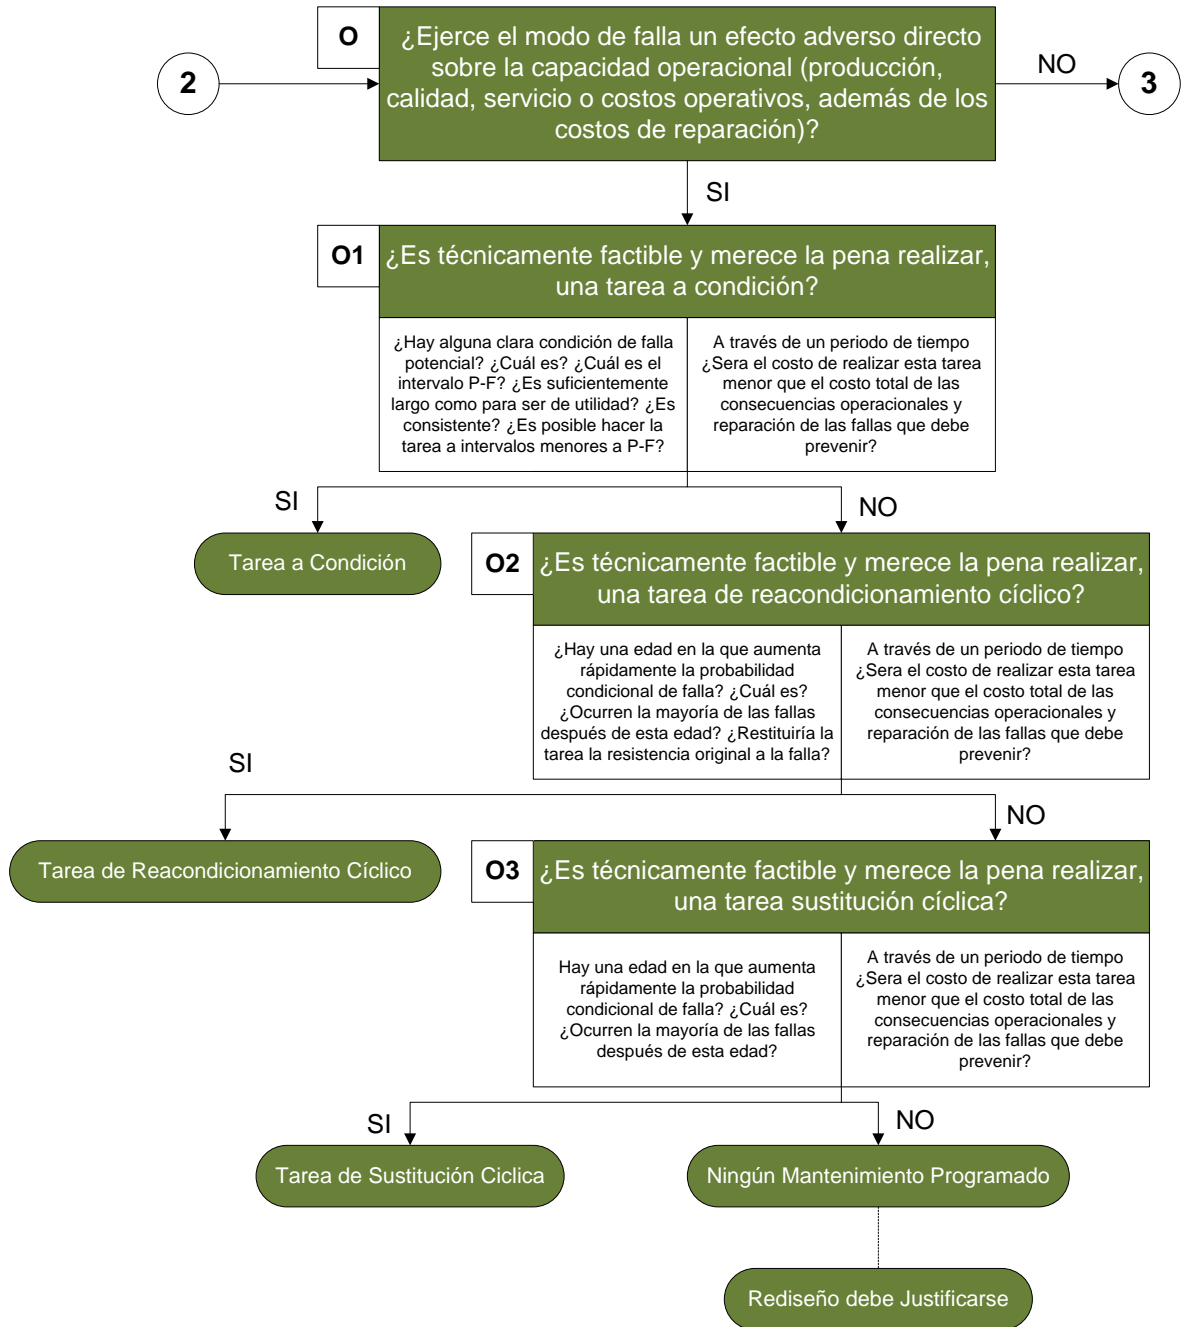 O
¿Ejerce el modo de falla un efecto adverso directo
sobre la capacidad operacional (producción,
calidad, servicio o costos operativos, además de los
costos de reparación)?
2
NO
3
SI
O1
¿Es técnicamente factible y merece la pena realizar,
una tarea a condición?
¿Hay alguna clara condición de falla
potencial? ¿Cuál es? ¿Cuál es el
intervalo P-F? ¿Es suficientemente
largo como para ser de utilidad? ¿Es
consistente? ¿Es posible hacer la
tarea a intervalos menores a P-F?
A través de un periodo de tiempo
¿Sera el costo de realizar esta tarea
menor que el costo total de las
consecuencias operacionales y
reparación de las fallas que debe
prevenir?
SI
NO
Tarea a Condición
O2
¿Es técnicamente factible y merece la pena realizar,
una tarea de reacondicionamiento cíclico?
¿Hay una edad en la que aumenta
rápidamente la probabilidad
condicional de falla? ¿Cuál es?
¿Ocurren la mayoría de las fallas
después de esta edad? ¿Restituiría la
tarea la resistencia original a la falla?
A través de un periodo de tiempo
¿Sera el costo de realizar esta tarea
menor que el costo total de las
consecuencias operacionales y
reparación de las fallas que debe
prevenir?
SI
NO
Tarea de Reacondicionamiento Cíclico
O3
¿Es técnicamente factible y merece la pena realizar,
una tarea sustitución cíclica?
Hay una edad en la que aumenta
rápidamente la probabilidad
condicional de falla? ¿Cuál es?
¿Ocurren la mayoría de las fallas
después de esta edad?
A través de un periodo de tiempo
¿Sera el costo de realizar esta tarea
menor que el costo total de las
consecuencias operacionales y
reparación de las fallas que debe
prevenir?
SI
NO
Tarea de Sustitución Ciclica
Ningún Mantenimiento Programado
Rediseño debe Justificarse